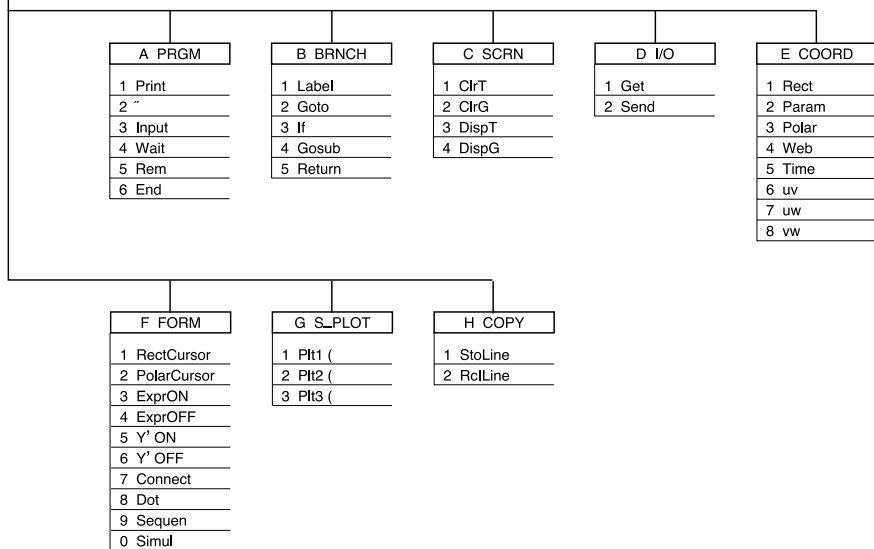 A PRGM
1 Print
2 ˝
3 Input
4 Wait
5 Rem
6 End
B BRNCH
1 Label
2 Goto
3 If
4 Gosub
5 Return
C SCRN
1 ClrT
2 ClrG
3 DispT
4 DispG
D I/O
1 Get
2 Send
E COORD
1 Rect
2 Param
3 Polar
4 Web
5 Time
6 uv
7 uw
8 vw
F FORM
1 RectCursor
2 PolarCursor
3 ExprON
4 ExprOFF
5 Y' ON
6 Y' OFF
7 Connect
8 Dot
9 Sequen
0 Simul
G S_PLOT
1 Plt1 (
2 Plt2 (
3 Plt3 (
H COPY
1 StoLine
2 RclLine